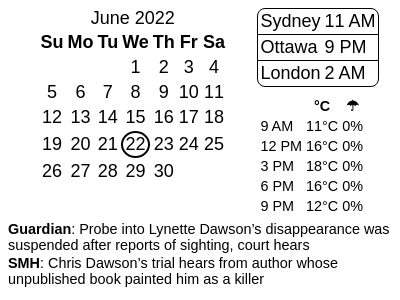 June 2022
Su Mo Tu We Th Fr Sa
1 2 3 4
5 6 7 8 9 10 11
12 13 14 15 16 17 18
19 20 21 22 23 24 25
26 27 28 29 30
Sydney 11 AM
Ottawa 9 PM
London 2 AM
°C ☂
9 AM 11°C 0%
12 PM 16°C 0%
3 PM 18°C 0%
6 PM 16°C 0%
9 PM 12°C 0%
Guardian: Probe into Lynette Dawson’s disappearance was
suspended after reports of sighting, court hears
SMH: Chris Dawson’s trial hears from author whose
unpublished book painted him as a killer